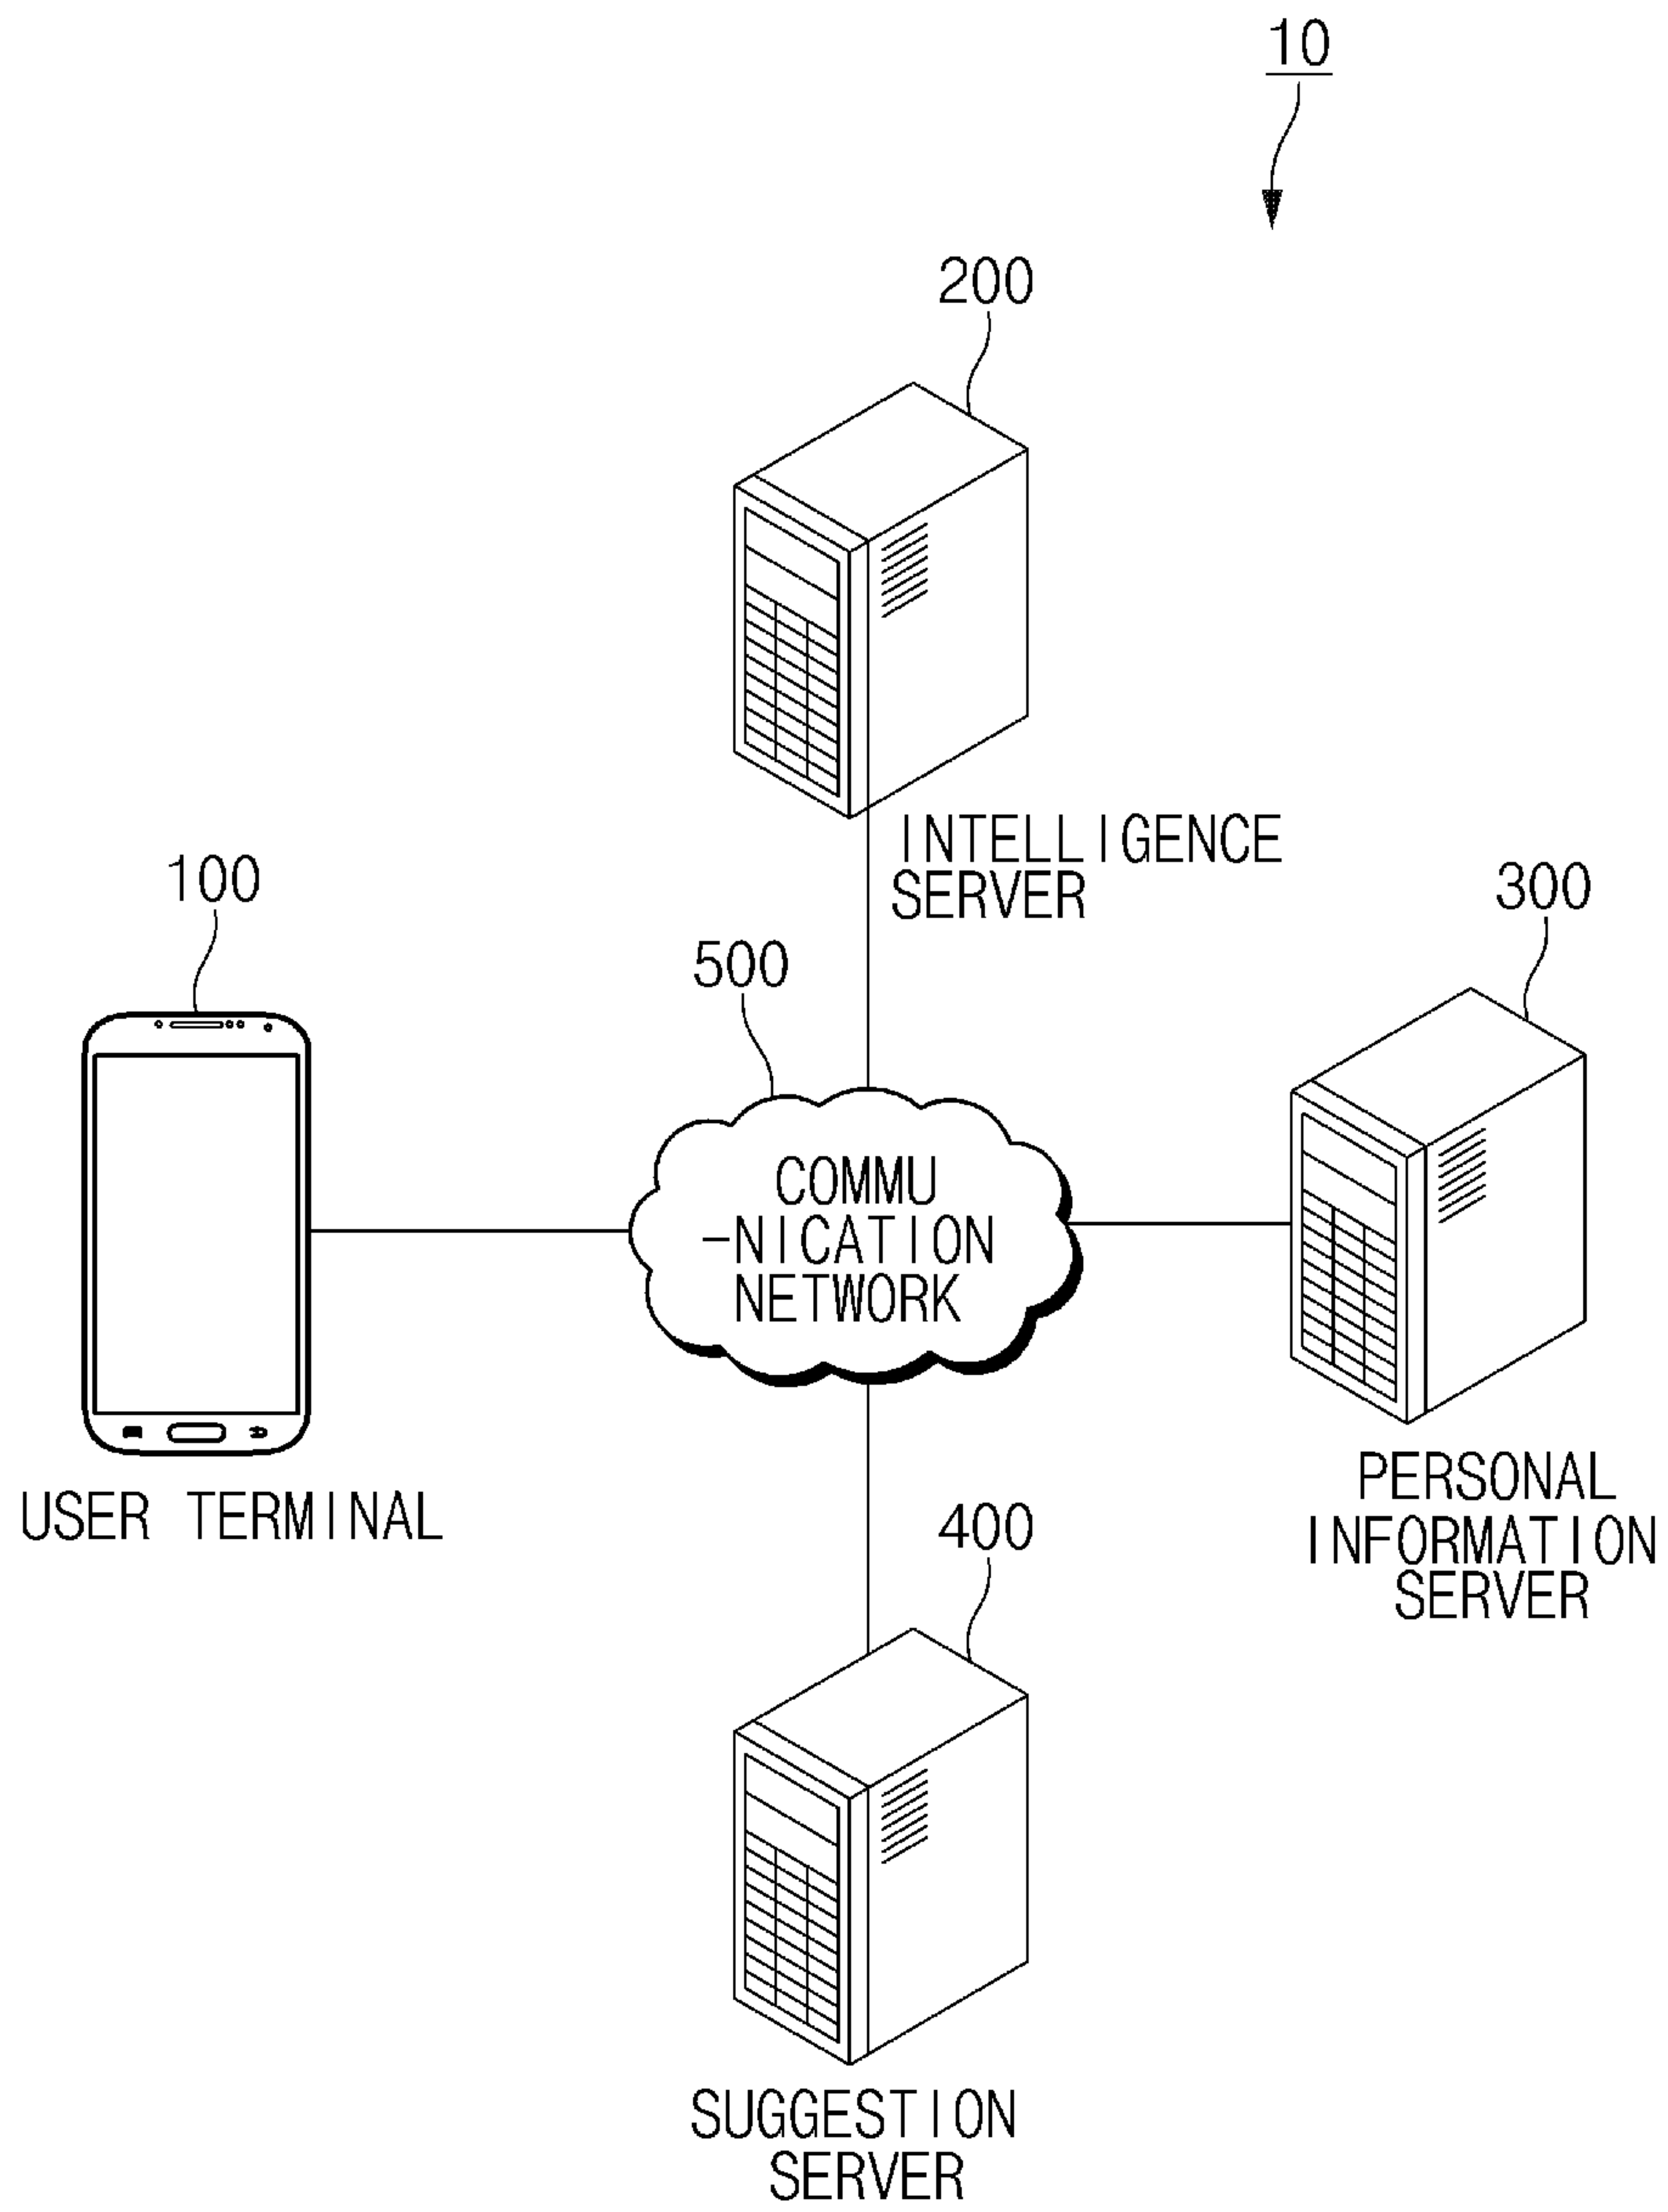 10
200
INTELLIGENCE
SERVER
100
300
500
COMMU
-NICATION
NETWORK
USER TERMINAL
PERSONAL
INFORMATION
SERVER
400
SUGGESTION
SERVER